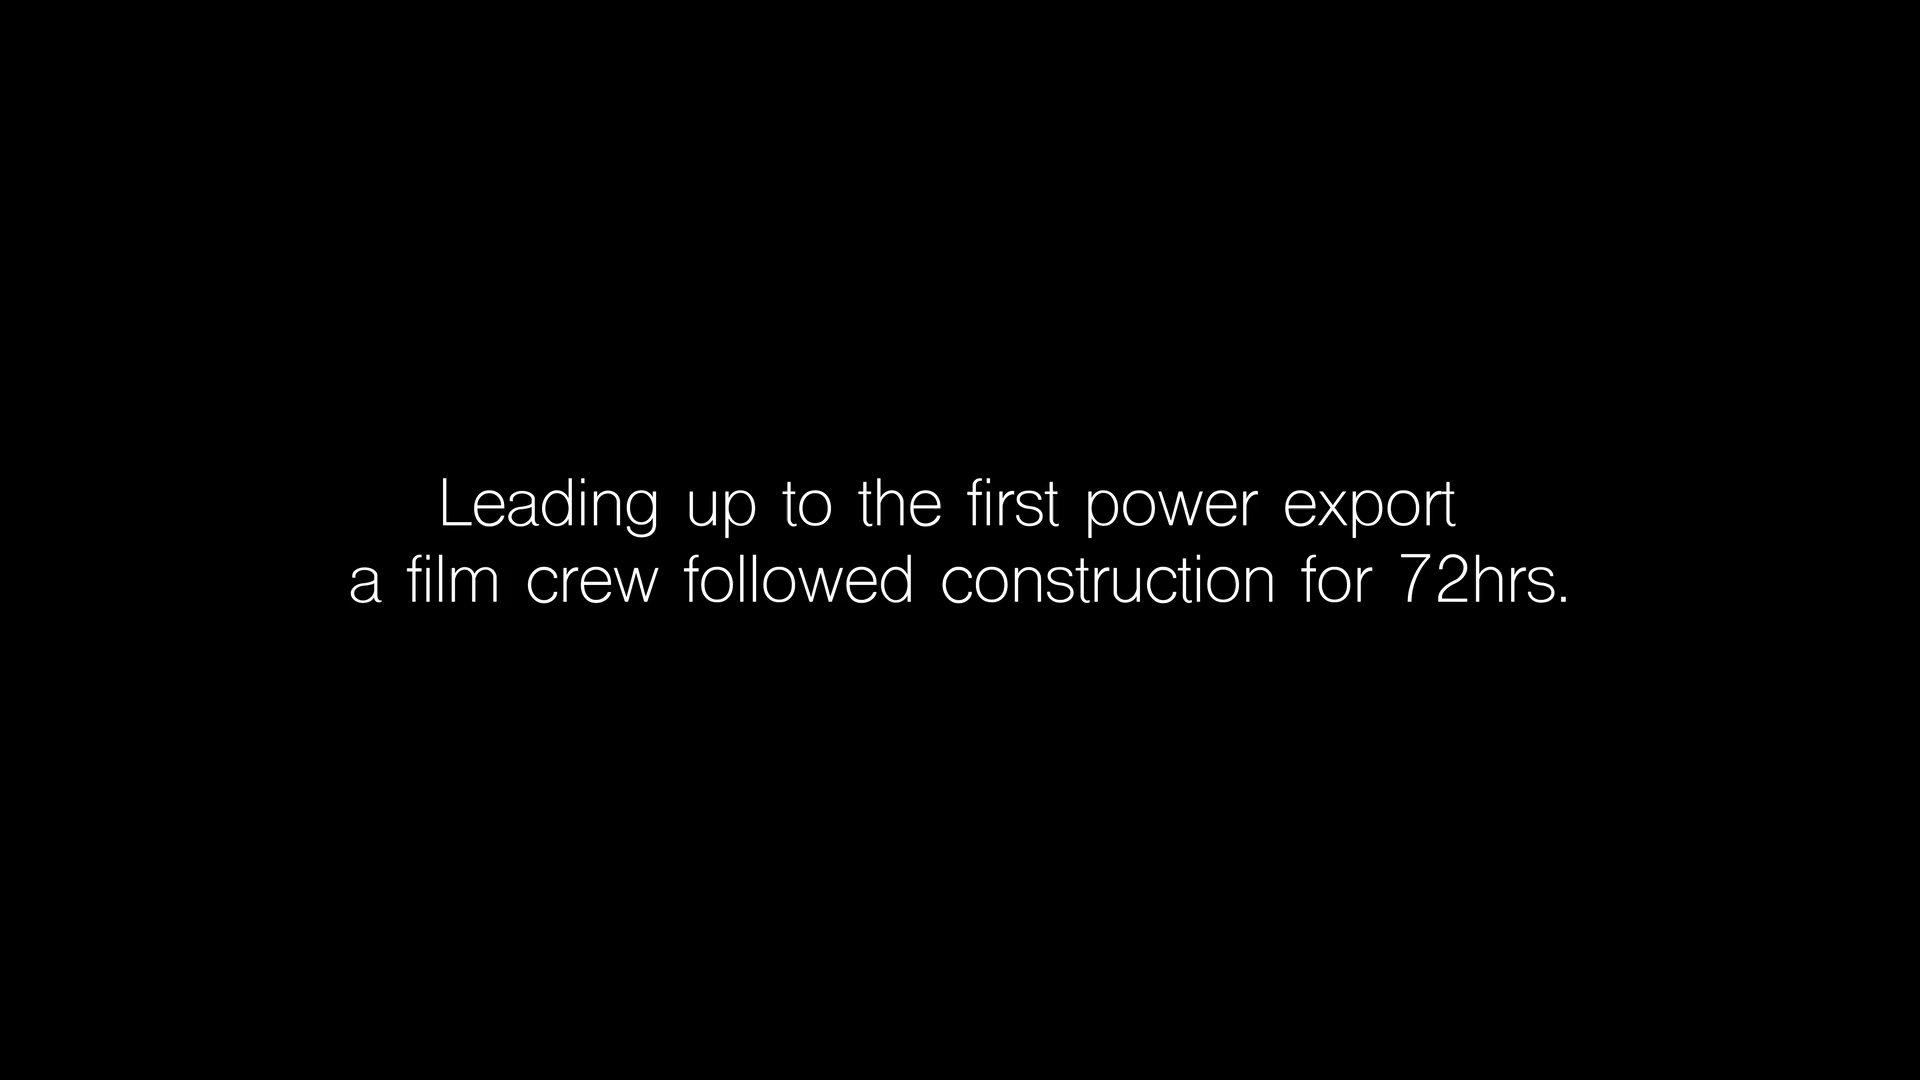 Leading up to the first power export
a film crew followed construction for 72hrs.